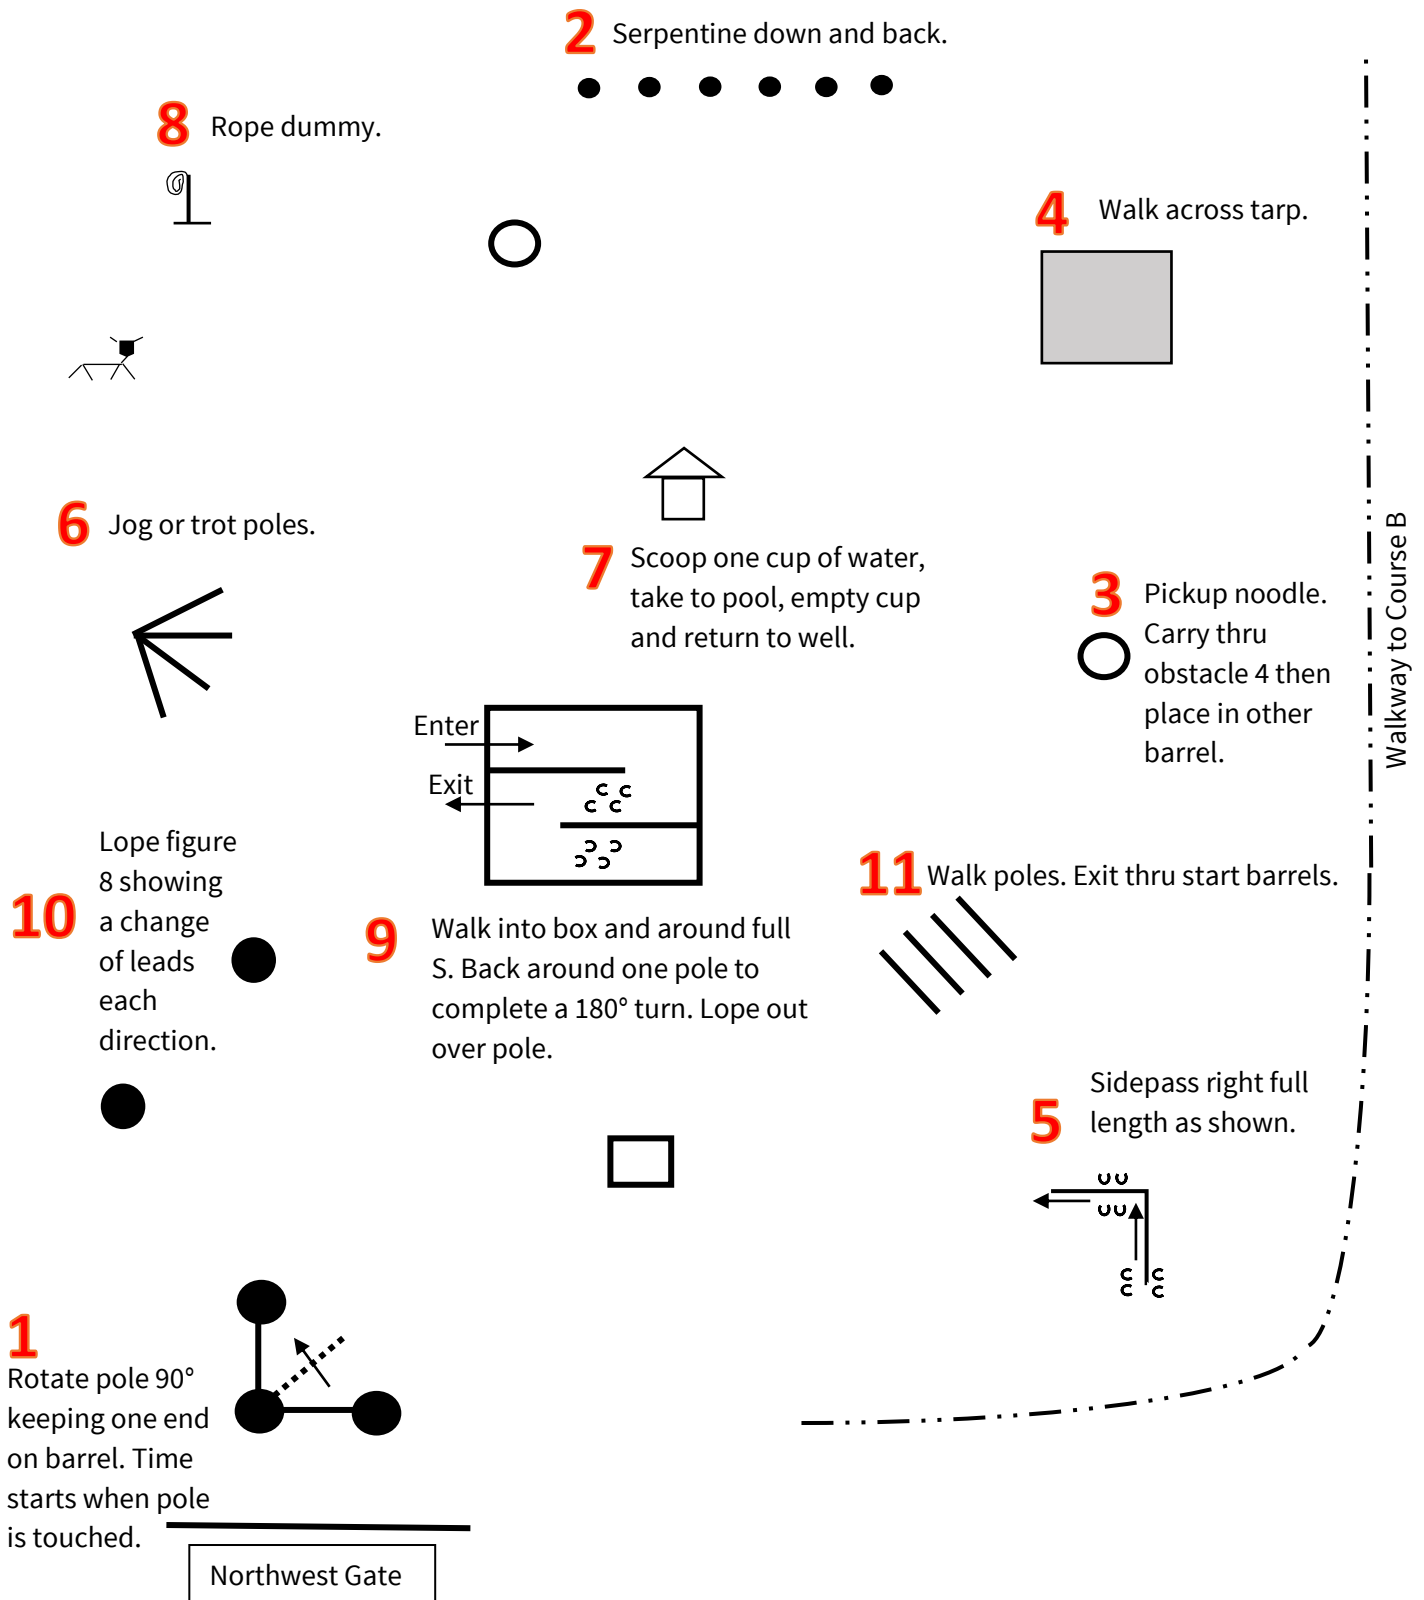 2 Serpentine down and back.
8 Rope dummy.
4 Walk across tarp.
6 Jog or trot poles.
7 Scoop one cup of water,
take to pool, empty cup
and return to well.
3 Pickup noodle.
Carry thru
obstacle 4 then
place in other
barrel.
Walkway to Course B
Enter
Exit
10 Lope figure
8 showing
a change
of leads
each
direction.
9 Walk into box and around full
S. Back around one pole to
complete a 180° turn. Lope out
over pole.
11 Walk poles. Exit thru start barrels.
5 Sidepass right full
length as shown.
1
Rotate pole 90°
keeping one end
on barrel. Time
starts when pole
is touched.
Northwest Gate